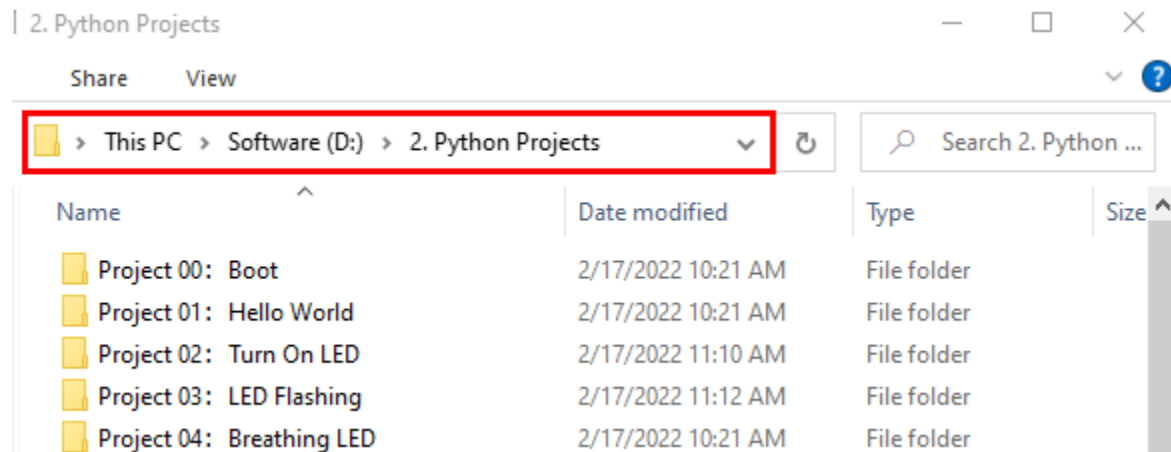 2. Python Projects
Share View
This PC > Software (D:) > 2. Python Projects
Search 2. Python ...
Name Date modified Type Size
Project 00：Boot 2/17/2022 10:21 AM File folder
Project 01：Hello World 2/17/2022 10:21 AM File folder
Project 02：Turn On LED 2/17/2022 11:10 AM File folder
Project 03：LED Flashing 2/17/2022 11:12 AM File folder
Project 04：Breathing LED 2/17/2022 10:21 AM File folder